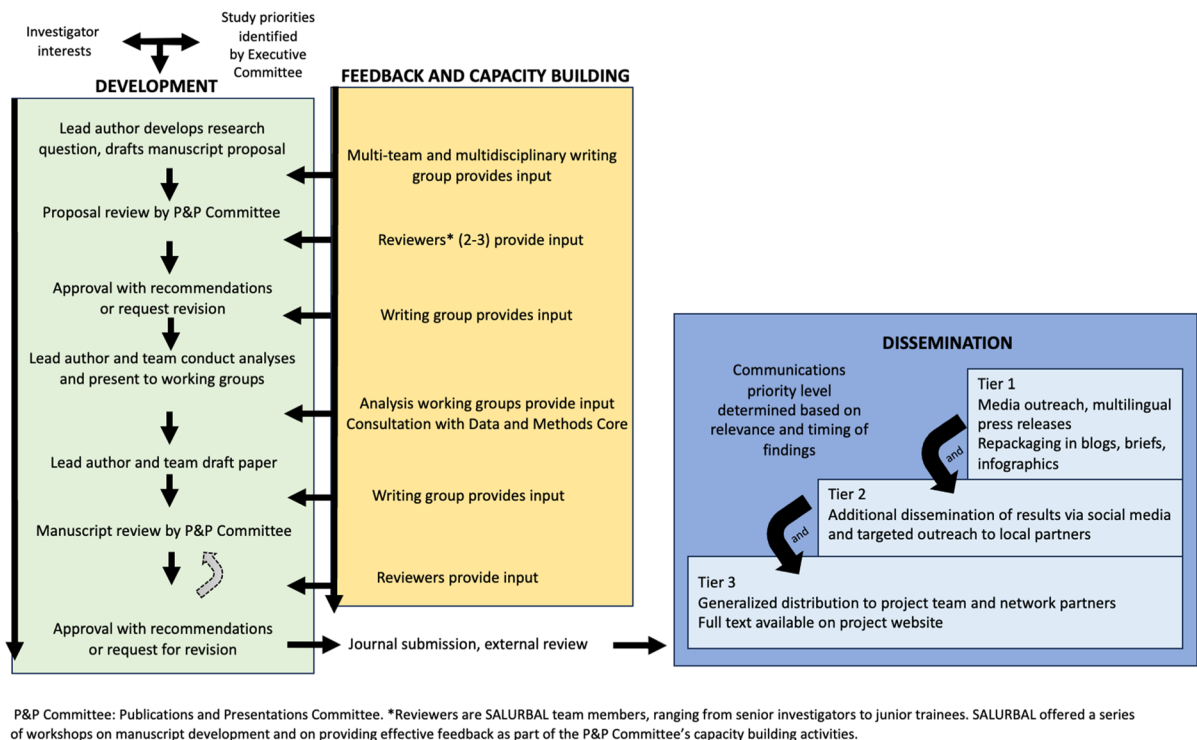 Investigator
interests
Study priorities
identified
by Executive
Committee
DEVELOPMENT
Lead author develops research
question, drafts manuscript proposal
Proposal review by P&P Committee
Approval with recommendations
or request revision
Lead author and team conduct analyses
and present to working groups
Lead author and team draft paper
Manuscript review by P&P Committee
Approval with recommendations
or request for revision
FEEDBACK AND CAPACITY BUILDING
Multi-team and multidisciplinary writing
group provides input
Reviewers* (2-3) provide input
Writing group provides input
Analysis working groups provide input
Consultation with Data and Methods Core
Writing group provides input
Reviewers provide input
Journal submission, external review
DISSEMINATION
Communications
priority level
determined based on
relevance and timing of
findings
Tier 1
Media outreach, multilingual
press releases
Repackaging in blogs, briefs,
infographics
and
Tier 2
Additional dissemination of results via social media
and targeted outreach to local partners
and
Tier 3
Generalized distribution to project team and network partners
Full text available on project website
P&P Committee: Publications and Presentations Committee. *Reviewers are SALURBAL team members, ranging from senior investigators to junior trainees. SALURBAL offered a series
of workshops on manuscript development and on providing effective feedback as part of the P&P Committee's capacity building activities.